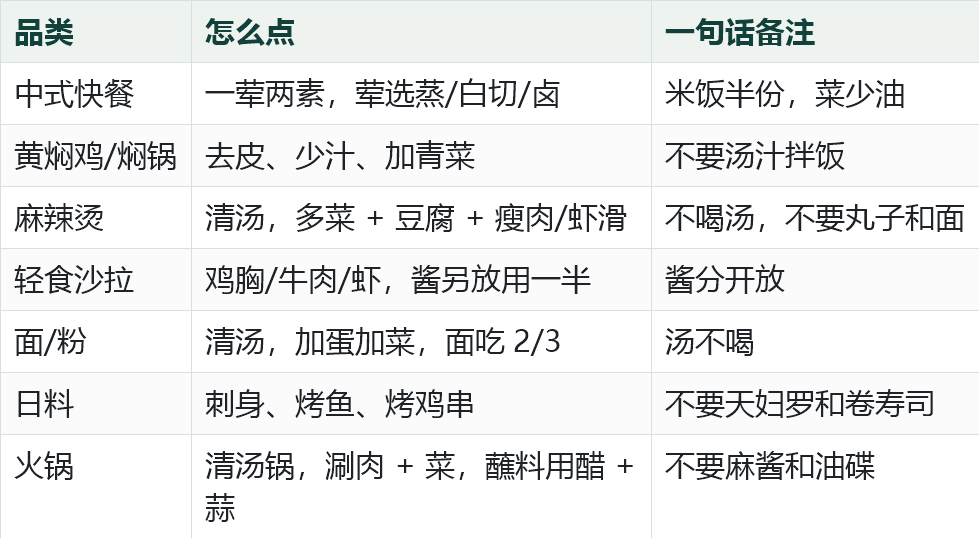 品类 怎么点 一句话备注
中式快餐 一荤两素，荤选蒸/白切/卤 米饭半份，菜少油
黄焖鸡/焖锅 去皮、少汁、加青菜 不要汤汁拌饭
麻辣烫 清汤，多菜 + 豆腐 + 瘦肉/虾滑 不喝汤，不要丸子和面
轻食沙拉 鸡胸/牛肉/虾，酱另放用一半 酱分开放
面/粉 清汤，加蛋加菜，面吃 2/3 汤不喝
日料 刺身、烤鱼、烤鸡串 不要天妇罗和卷寿司
火锅 清汤锅，涮肉 + 菜，蘸料用醋 + 不要麻酱和油碟
蒜